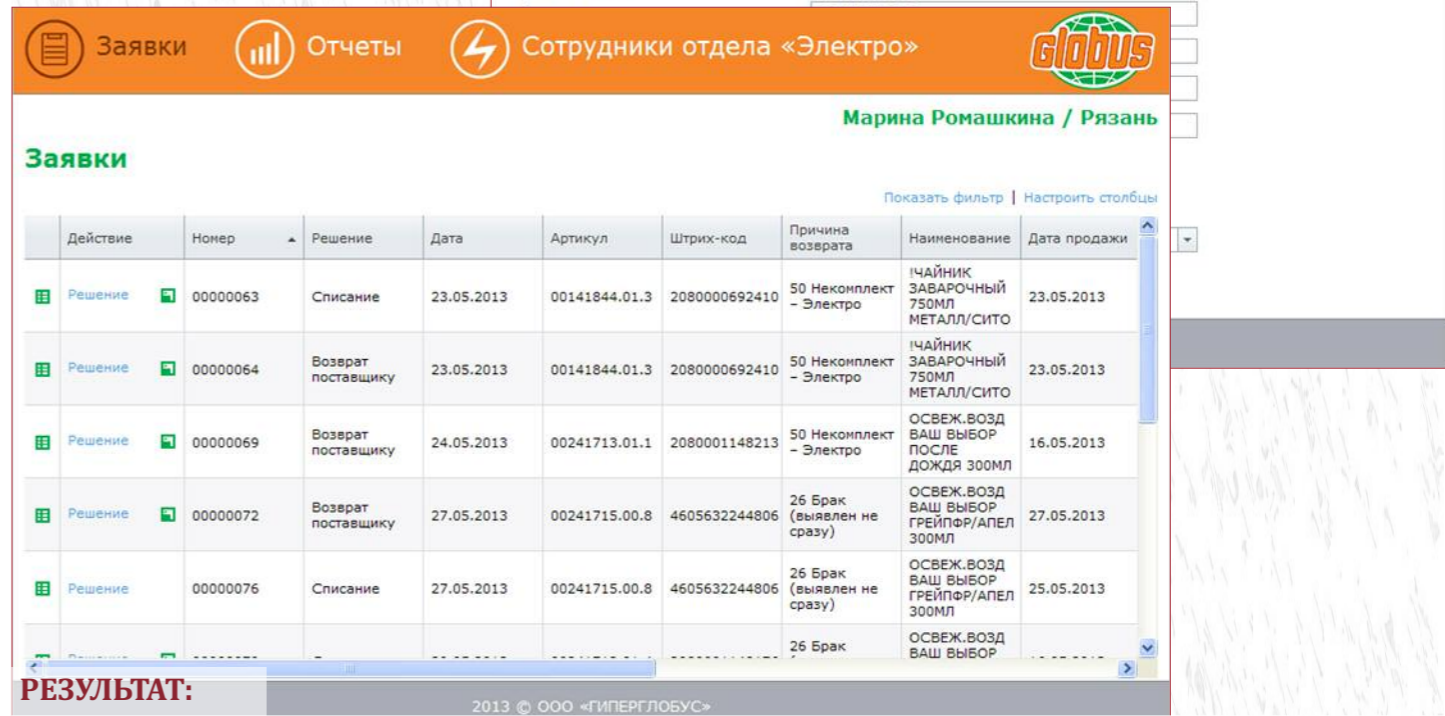 Заявки Отчеты Сотрудники отдела «Электро» Globus
Марина Ромашкина / Рязань
Заявки
Показать фильтр | Настроить столбцы
Действие Номер Решение Дата Артикул Штрих-код Причина возврата Наименование Дата продажи
Решение 00000063 Списание 23.05.2013 00141844.01.3 2080000692410 50 Некомплект – Электро !ЧАЙНИК ЗАВАРОЧНЫЙ 750МЛ МЕТАЛЛ/СИТО 23.05.2013
Решение 00000064 Возврат поставщику 23.05.2013 00141844.01.3 2080000692410 50 Некомплект – Электро !ЧАЙНИК ЗАВАРОЧНЫЙ 750МЛ МЕТАЛЛ/СИТО 23.05.2013
Решение 00000069 Возврат поставщику 24.05.2013 00241713.01.1 2080001148213 50 Некомплект – Электро ОСВЕЖ.ВОЗД ВАШ ВЫБОР ПОСЛЕ ДОЖДЯ 300МЛ 16.05.2013
Решение 00000072 Возврат поставщику 27.05.2013 00241715.00.8 4605632244806 26 Брак (выявлен не сразу) ОСВЕЖ.ВОЗД ВАШ ВЫБОР ГРЕЙПФР/АПЕЛ 300МЛ 27.05.2013
Решение 00000076 Списание 27.05.2013 00241715.00.8 4605632244806 26 Брак (выявлен не сразу) ОСВЕЖ.ВОЗД ВАШ ВЫБОР ГРЕЙПФР/АПЕЛ 300МЛ 25.05.2013
26 Брак ОСВЕЖ.ВОЗД ВАШ ВЫБОР
РЕЗУЛЬТАТ:
2013 © ООО «ГИПЕРГЛОБУС»